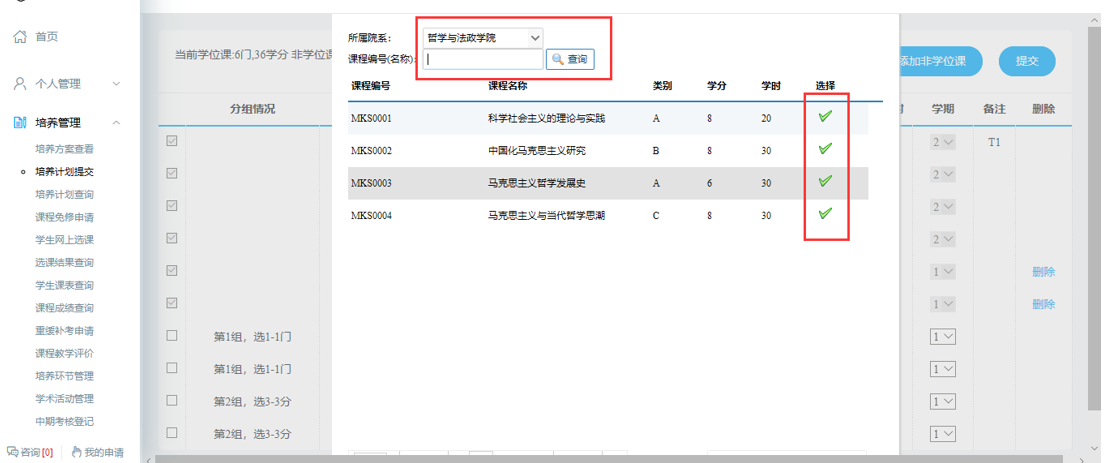 首页
个人管理
培养管理
培养方案查看
培养计划提交
培养计划查询
课程免修申请
学生网上选课
选课结果查询
学生课表查询
课程成绩查询
重缓补考申请
课程教学评价
培养环节管理
学术活动管理
中期考核登记
咨询[0] 我的申请
当前学位课:6门,36学分 非学位课
添加非学位课 提交
所属院系: 哲学与法政学院
课程编号(名称): 查询
课程编号 课程名称 类别 学分 学时 选择
MKS0001 科学社会主义的理论与实践 A 8 20
MKS0002 中国化马克思主义研究 B 8 30
MKS0003 马克思主义哲学发展史 A 6 30
MKS0004 马克思主义与当代哲学思潮 C 8 30
分组情况 学期 备注 删除
2 T1
2
2
2
1 删除
1 删除
第1组，选1-1门 1
第1组，选1-1门 1
第2组，选3-3分 1
第2组，选3-3分 1